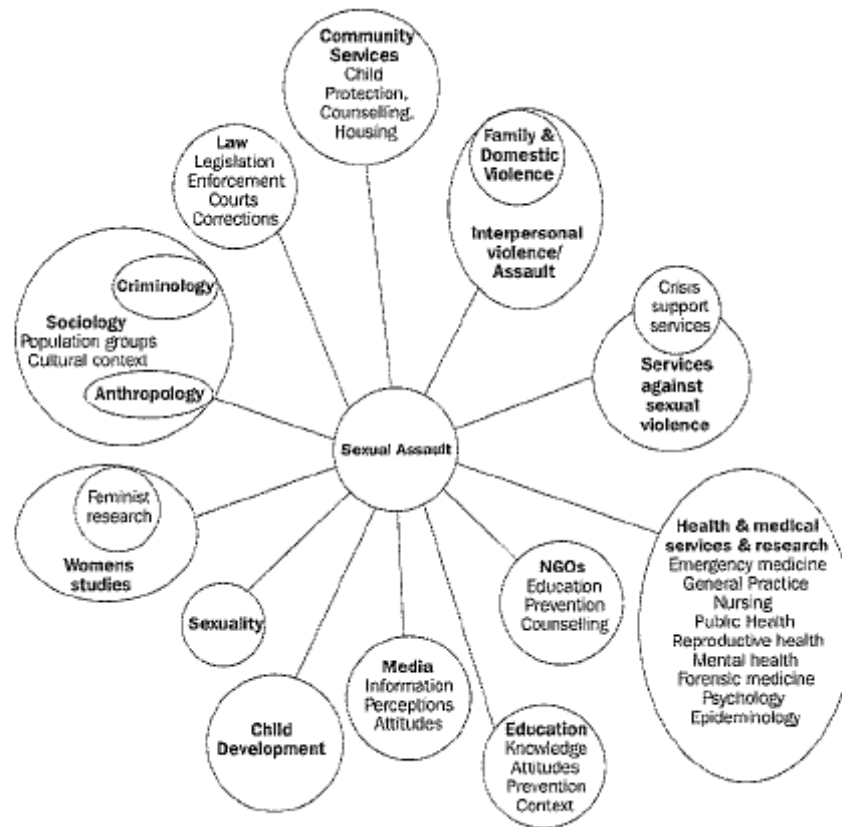 Community
Services
Child
Protection,
Counselling,
Housing
Family &
Domestic
Violence
Interpersonal
violence/
Assault
Law
Legislation
Enforcement
Courts
Corrections
Crisis
support
services
Services
against
sexual
violence
Criminology
Sociology
Population groups
Cultural context
Anthropology
Sexual Assault
Feminist
research
Womens
studies
Health & medical
services & research
Emergency medicine
General Practice
Nursing
Public Health
Reproductive health
Mental health
Forensic medicine
Psychology
Epideminology
NGOs
Education
Prevention
Counselling
Sexuality
Media
Information
Perceptions
Attitudes
Child
Development
Education
Knowledge
Attitudes
Prevention
Context